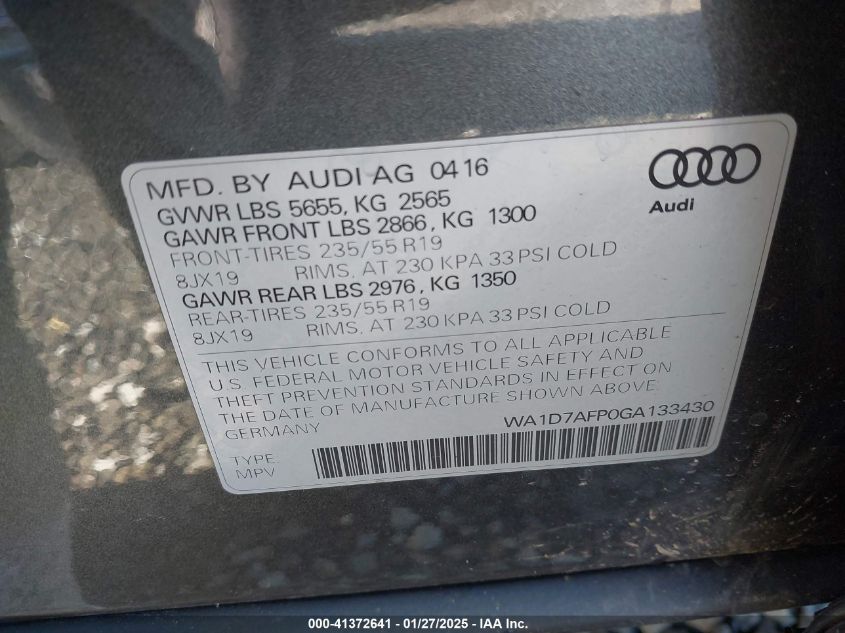 MFD. BY AUDI AG 0416
Audi
GVWR LBS 5655, KG 2565
GAWR FRONT LBS 2866, KG 1300
FRONT-TIRES 235/55 R19
8JX19 RIMS, AT 230 KPA 33 PSI COLD
GAWR REAR LBS 2976, KG 1350
REAR-TIRES 235/55 R19
8JX19 RIMS, AT 230 KPA 33 PSI COLD
THIS VEHICLE CONFORMS TO ALL APPLICABLE
U.S. FEDERAL MOTOR VEHICLE SAFETY AND
THEFT PREVENTION STANDARDS IN EFFECT ON
THE DATE OF MANUFACTURE SHOWN ABOVE.
GERMANY WA1D7AFP0GA133430
TYPE
MPV
000-41372641 - 01/27/2025 - © IAA Inc.